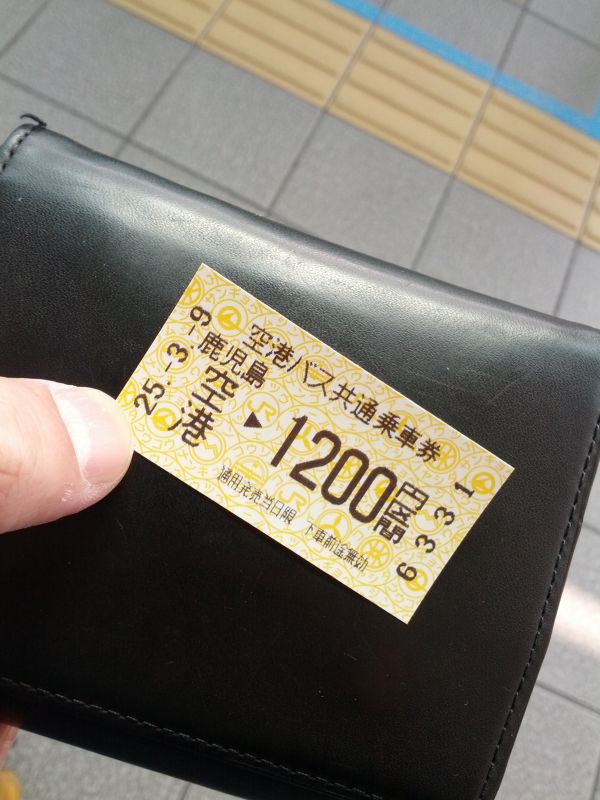 空港バス共通乗車券
25.-3.-9
鹿児島
空港▶1200円区間
通用発売当日限 下車前途無効
6331